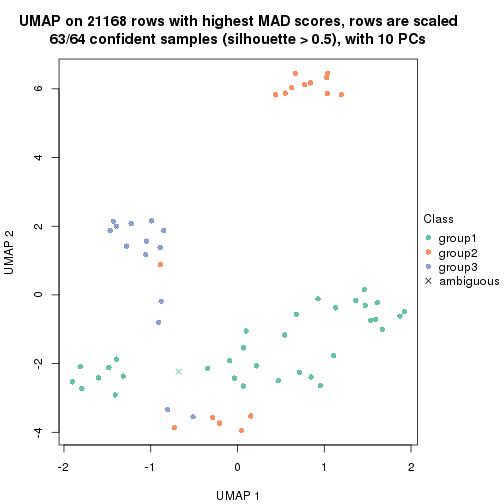 UMAP on 21168 rows with highest MAD scores, rows are scaled
63/64 confident samples (silhouette > 0.5), with 10 PCs
6
4
2
0
-2
-4
UMAP 2
-2
-1
0
1
2
UMAP 1
Class
group1
group2
group3
ambiguous